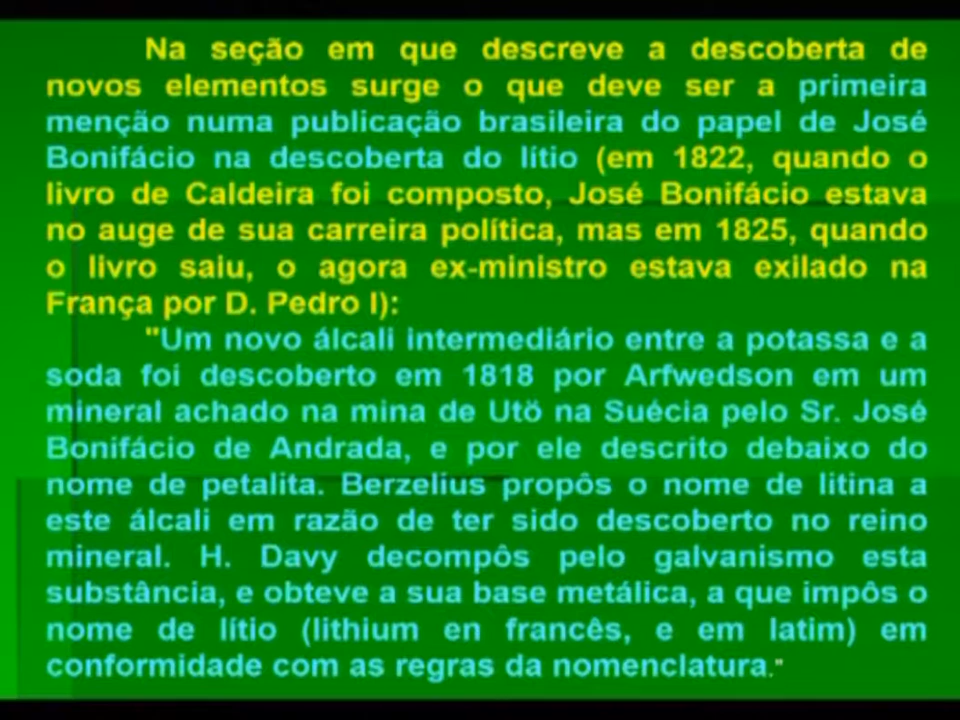 Na seção em que descreve a descoberta de
novos elementos surge o que deve ser a primeira
menção numa publicação brasileira do papel de José
Bonifácio na descoberta do lítio (em 1822, quando o
livro de Caldeira foi composto, José Bonifácio estava
no auge de sua carreira política, mas em 1825, quando
o livro saiu, o agora ex-ministro estava exilado na
França por D. Pedro I):
"Um novo álcali intermediário entre a potassa e a
soda foi descoberto em 1818 por Arfwedson em um
mineral achado na mina de Utö na Suécia pelo Sr. José
Bonifácio de Andrada, e por ele descrito debaixo do
nome de petalita. Berzelius propôs o nome de litina a
este álcali em razão de ter sido descoberto no reino
mineral. H. Davy decompôs pelo galvanismo esta
substância, e obteve a sua base metálica, a que impôs o
nome de lítio (lithium en francês, e em latim) em
conformidade com as regras da nomenclatura."